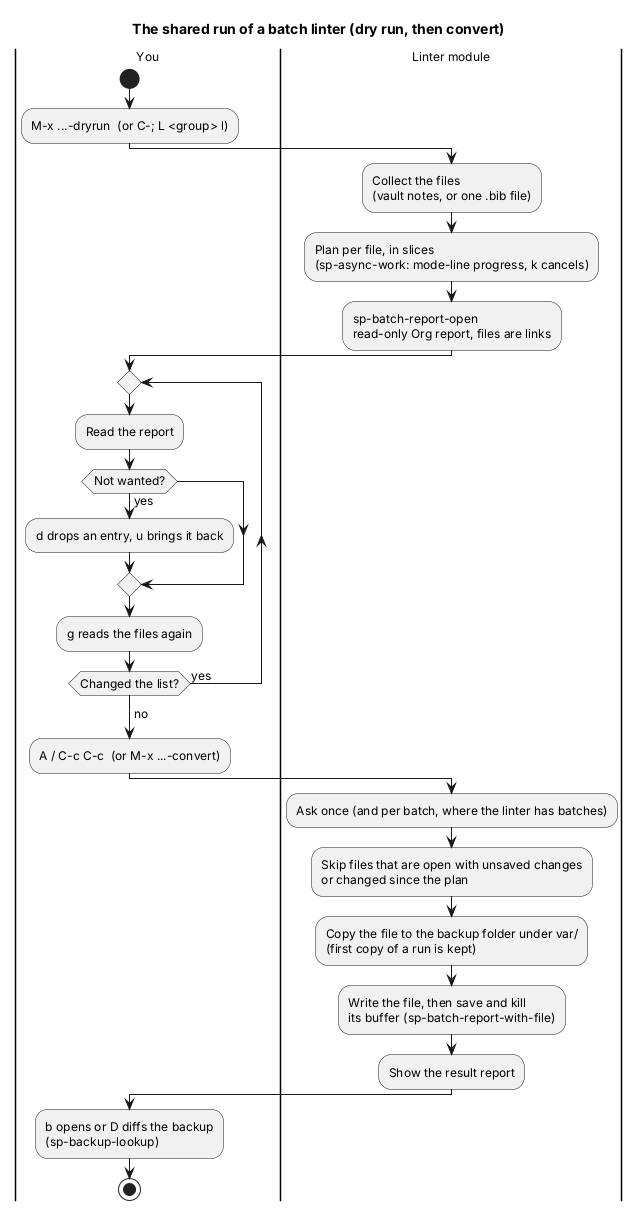 The shared run of a batch linter (dry run, then convert)
You
Linter module
M-x ...-dryrun  (or C-; L <group> l)
Collect the files
(vault notes, or one .bib file)
Plan per file, in slices
(sp-async-work: mode-line progress, k cancels)
sp-batch-report-open
read-only Org report, files are links
Read the report
Not wanted?
yes
d drops an entry, u brings it back
g reads the files again
Changed the list?
yes
no
A / C-c C-c  (or M-x ...-convert)
Ask once (and per batch, where the linter has batches)
Skip files that are open with unsaved changes
or changed since the plan
Copy the file to the backup folder under var/
(first copy of a run is kept)
Write the file, then save and kill
its buffer (sp-batch-report-with-file)
Show the result report
b opens or D diffs the backup
(sp-backup-lookup)